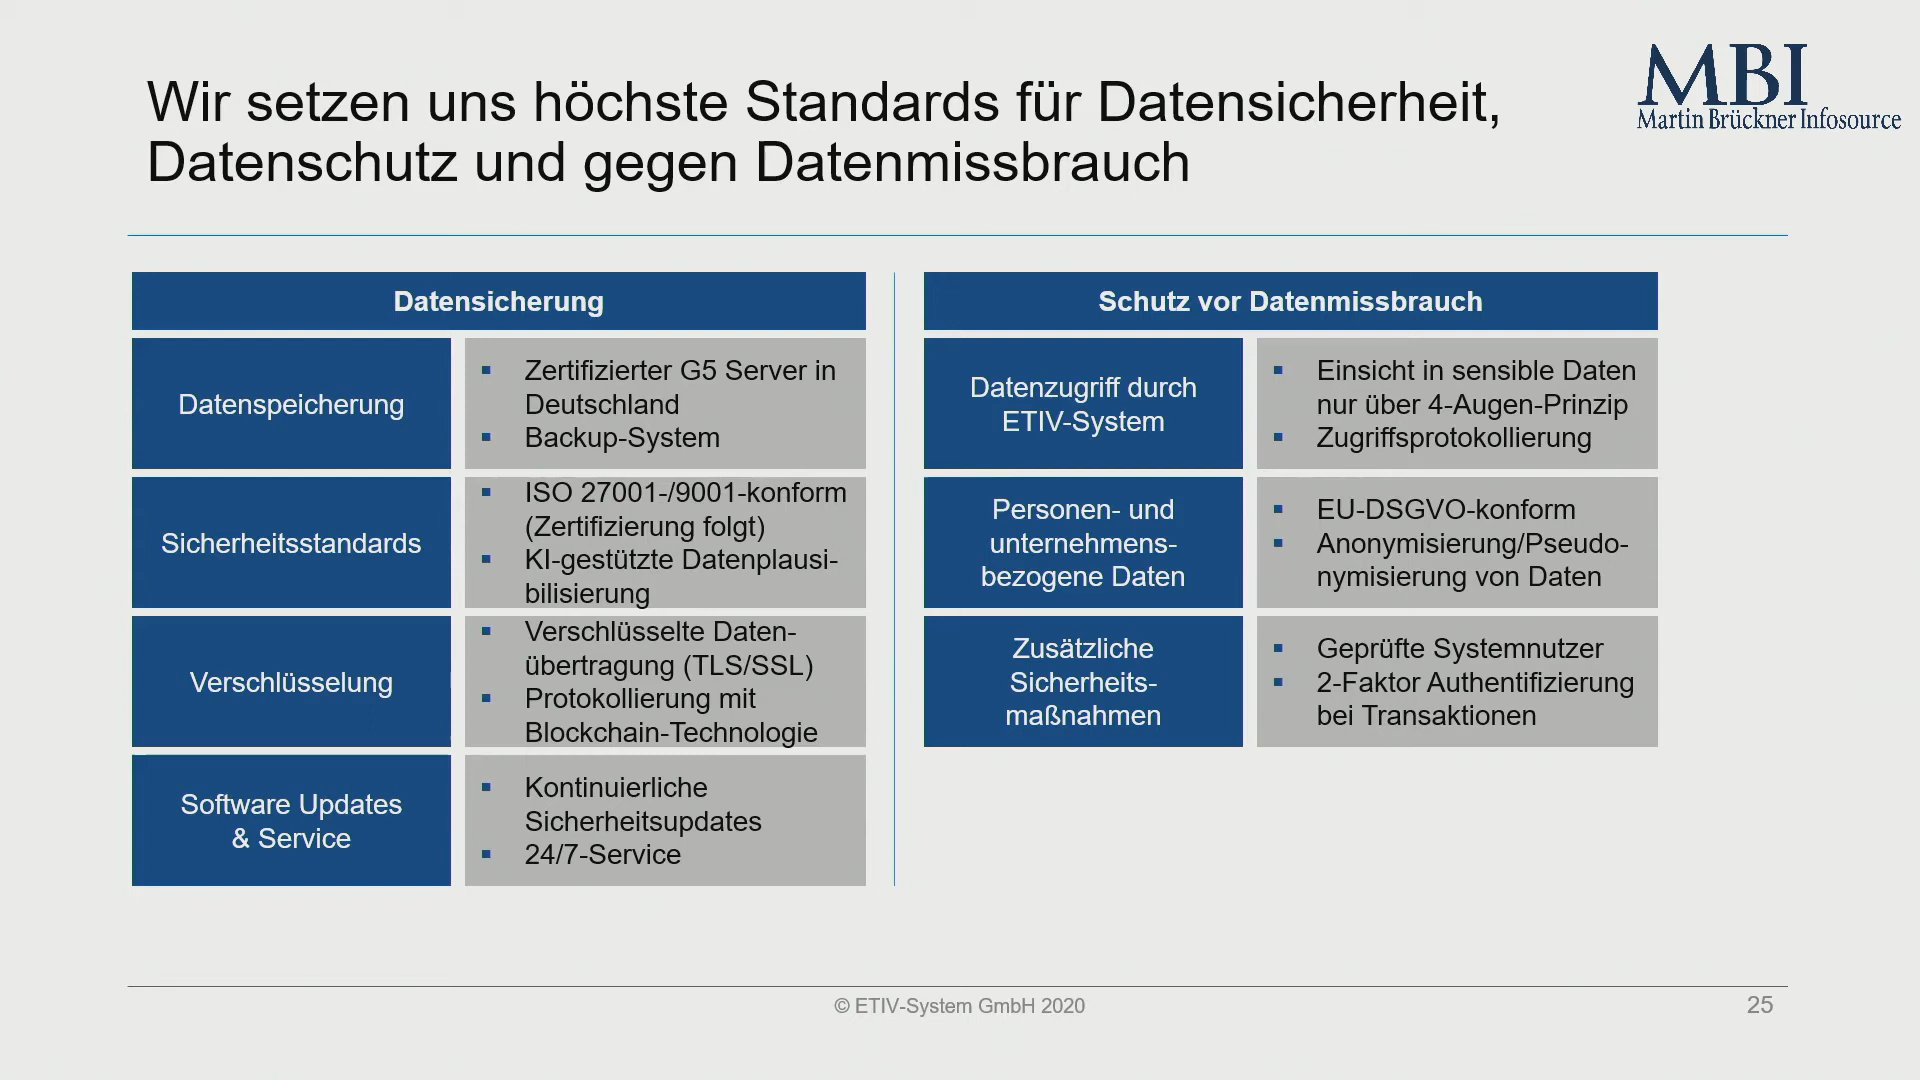 Wir setzen uns höchste Standards für Datensicherheit,
Datenschutz und gegen Datenmissbrauch
MBI
Martin Brückner Infosource
Datensicherung
Datenspeicherung
▪ Zertifizierter G5 Server in
Deutschland
▪ Backup-System
Sicherheitsstandards
▪ ISO 27001-/9001-konform
(Zertifizierung folgt)
▪ KI-gestützte Datenplausi-
bilisierung
Verschlüsselung
▪ Verschlüsselte Daten-
übertragung (TLS/SSL)
▪ Protokollierung mit
Blockchain-Technologie
Software Updates
& Service
▪ Kontinuierliche
Sicherheitsupdates
▪ 24/7-Service
Schutz vor Datenmissbrauch
Datenzugriff durch
ETIV-System
▪ Einsicht in sensible Daten
nur über 4-Augen-Prinzip
▪ Zugriffsprotokollierung
Personen- und
unternehmens-
bezogene Daten
▪ EU-DSGVO-konform
▪ Anonymisierung/Pseudo-
nymisierung von Daten
Zusätzliche
Sicherheits-
maßnahmen
▪ Geprüfte Systemnutzer
▪ 2-Faktor Authentifizierung
bei Transaktionen
© ETIV-System GmbH 2020
25